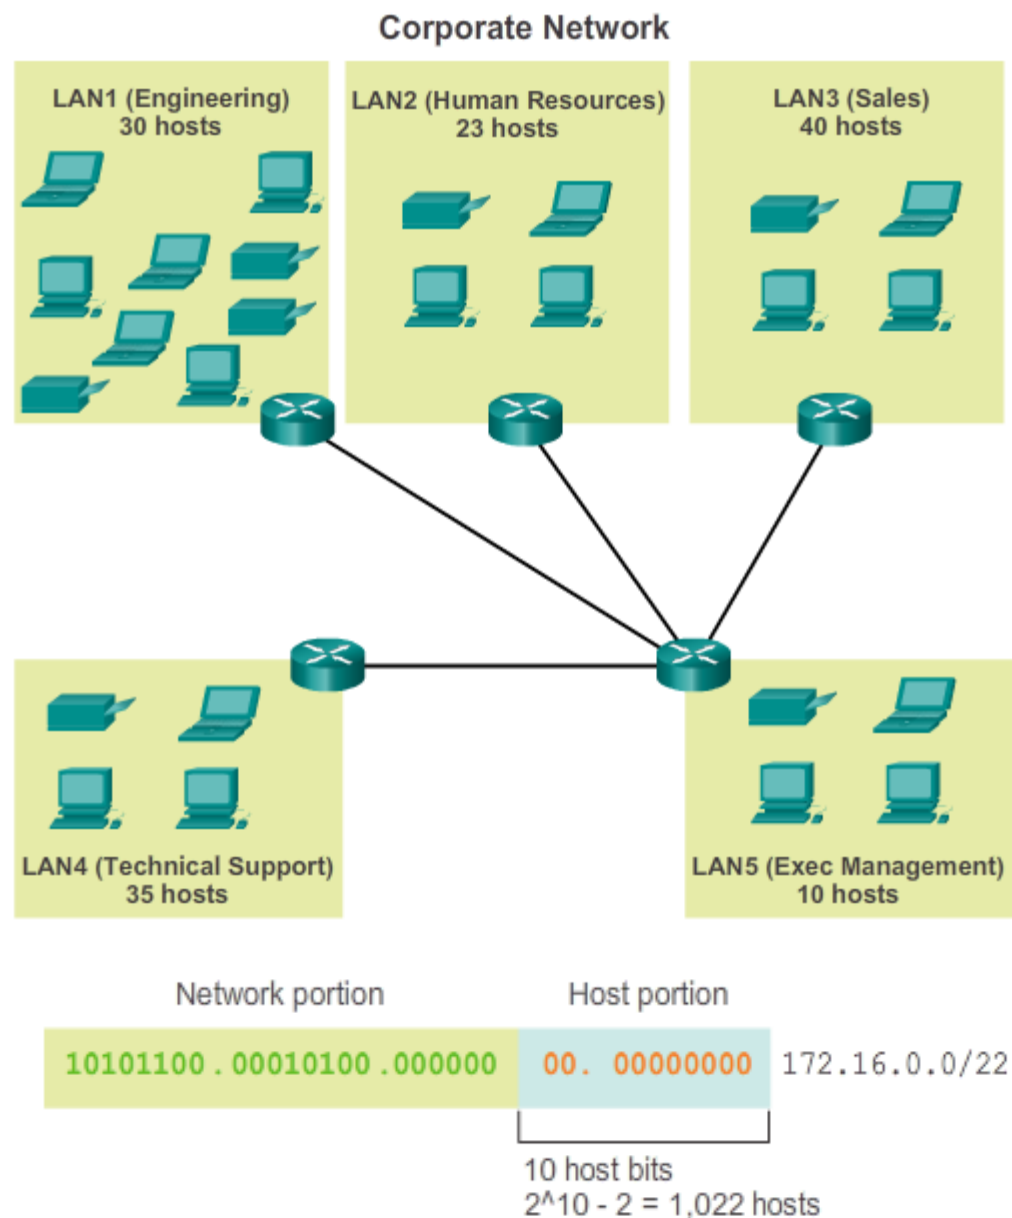 Corporate Network
LAN1 (Engineering)
30 hosts
LAN2 (Human Resources)
23 hosts
LAN3 (Sales)
40 hosts
LAN4 (Technical Support)
35 hosts
LAN5 (Exec Management)
10 hosts
Network portion
Host portion
10101100.00010100.000000 00. 00000000 172.16.0.0/22
10 host bits
2^10 - 2 = 1,022 hosts